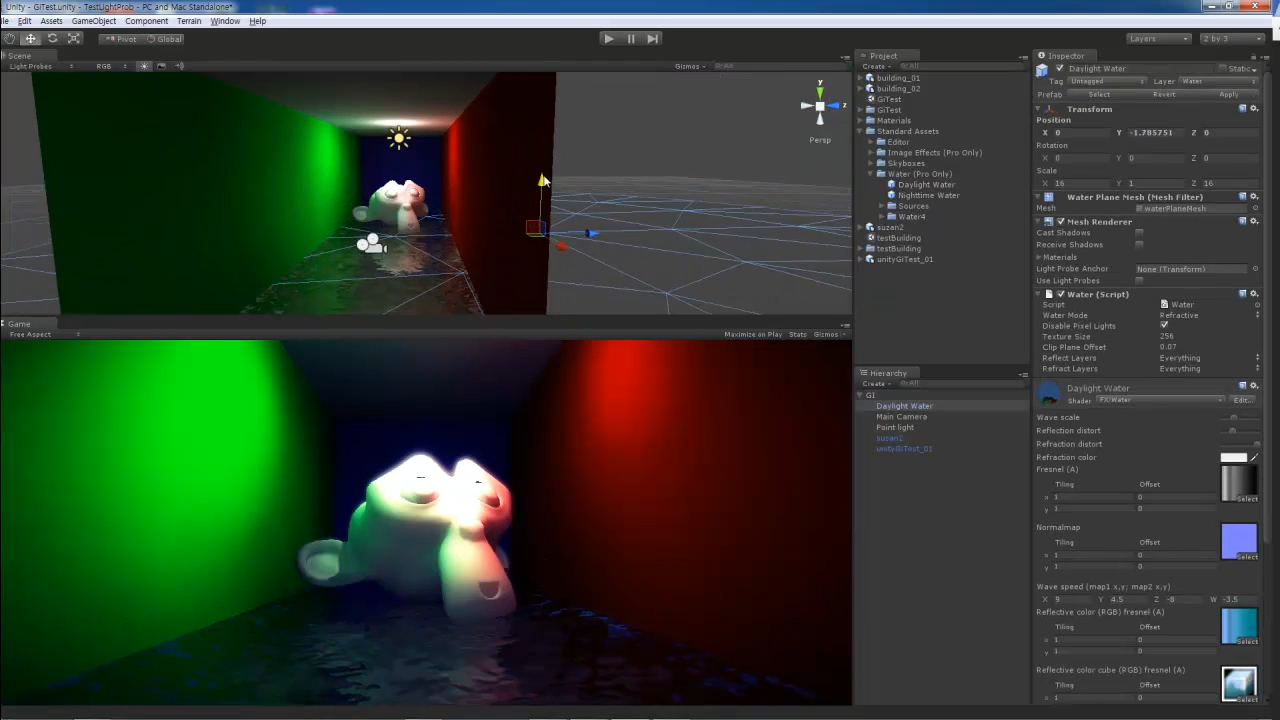 Unity - GiTest.unity - TestLightProb - PC and Mac Standalone*
Edit Assets GameObject Component Terrain Window Help
Pivot Global Layers 2 by 3
Scene
Light Probes RGB Gizmos All
y
z
Persp
Game
Free Aspect Maximize on Play Stats Gizmos
Project
Create All
building_01
building_02
GiTest
GiTest
Materials
Standard Assets
Editor
Image Effects (Pro Only)
Skyboxes
Water (Pro Only)
Daylight Water
Nighttime Water
Sources
Water4
suzan2
testBuilding
testBuilding
unityGiTest_01
Hierarchy
Create All
GI
Daylight Water
Main Camera
Point light
suzan2
unityGiTest_01
Inspector
Daylight Water Static
Tag Untagged Layer Water
Prefab Select Revert Apply
Transform
Position
X 0 Y -1.785751 Z 0
Rotation
X 0 Y 0 Z 0
Scale
X 16 Y 1 Z 16
Water Plane Mesh (Mesh Filter)
Mesh waterPlaneMesh
Mesh Renderer
Cast Shadows
Receive Shadows
Materials
Light Probe Anchor None (Transform)
Use Light Probes
Water (Script)
Script Water
Water Mode Refractive
Disable Pixel Lights
Texture Size 256
Clip Plane Offset 0.07
Reflect Layers Everything
Refract Layers Everything
Daylight Water
Shader FX/Water Edit...
Wave scale
Reflection distort
Refraction distort
Refraction color
Fresnel (A)
Tiling Offset
x 1 0
y 1 0
Select
Normalmap
Tiling Offset
x 1 0
y 1 0
Select
Wave speed (map1 x,y; map2 x,y)
X 9 Y 4.5 Z -8 W -3.5
Reflective color (RGB) fresnel (A)
Tiling Offset
x 1 0
y 1 0
Select
Reflective color cube (RGB) fresnel (A)
Tiling Offset
x 1 0
Select